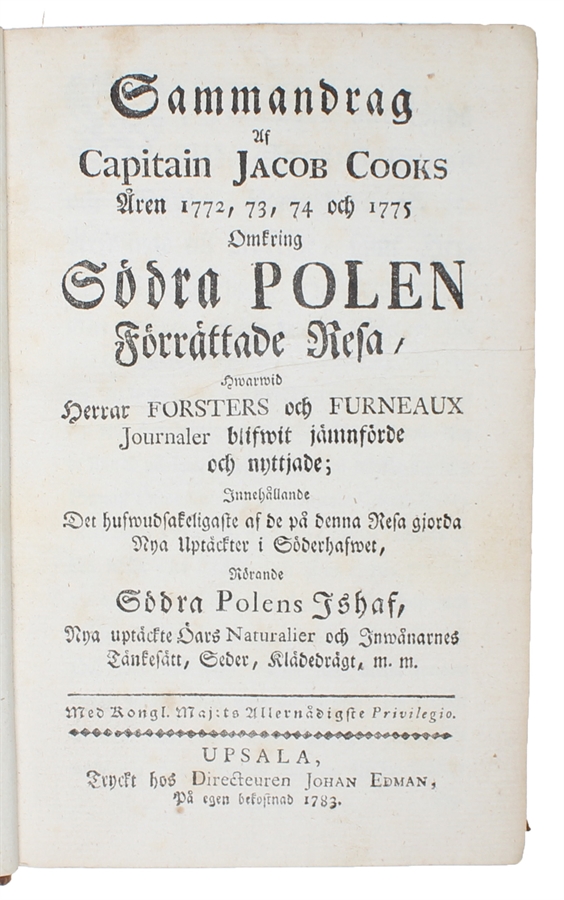 Sammandrag
Af
Capitain JACOB COOKS
Åren 1772, 73, 74 och 1775
Omkring
Södra POLEN
Förrättade Resa,
Hwarwid
Herrar FORSTERS och FURNEAUX
Journaler blifwit jämnförde
och nyttjade;
Innehållande
Det hufwudsakeligaste af de på denna Resa gjorda
Nya Uptäckter i Söderhafwet,
Rörande
Södra Polens Ishaf,
Nya uptäckte Öars Naturalier och Inwånarnes
Tänkesätt, Seder, Klädedrägt, m. m.
Med Kongl. Maj:ts Allernådigste Privilegio.
UPSALA,
Tryckt hos Directeuren JOHAN EDMAN,
På egen bekostnad 1783.